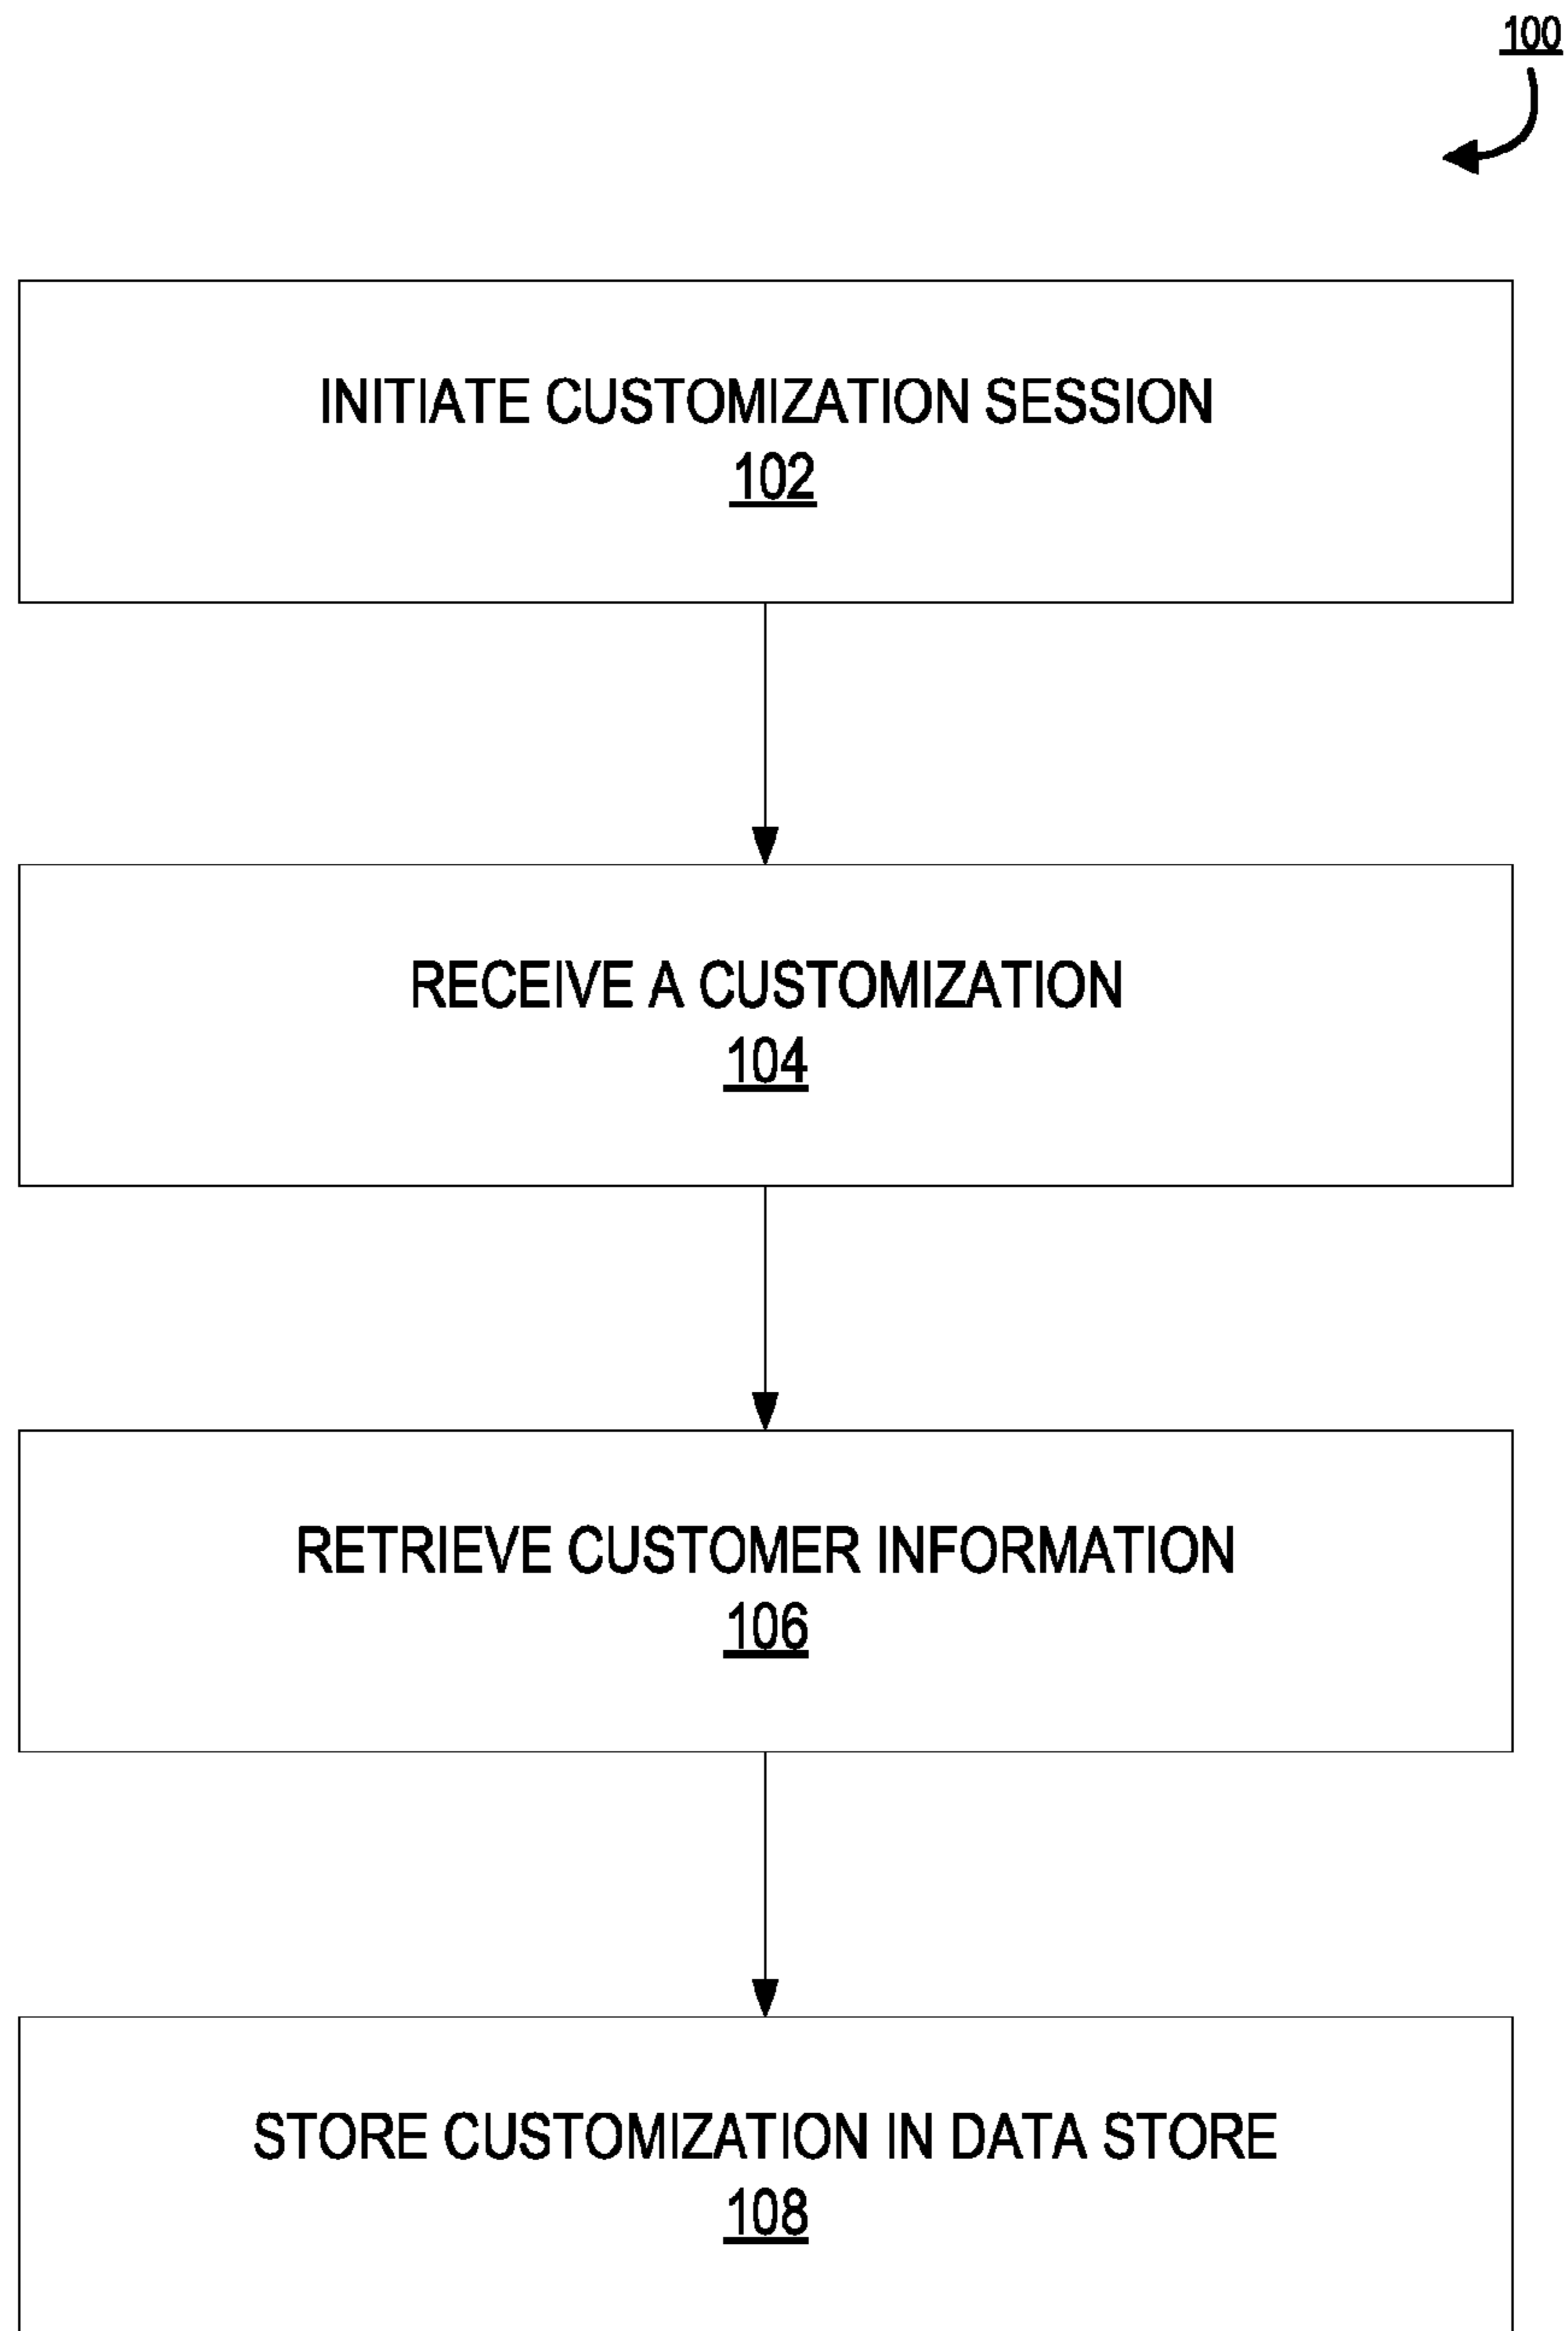 100
INITIATE CUSTOMIZATION SESSION
102
RECEIVE A CUSTOMIZATION
104
RETRIEVE CUSTOMER INFORMATION
106
STORE CUSTOMIZATION IN DATA STORE
108